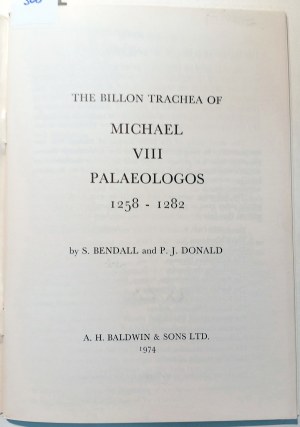 THE BILLON TRACHEA OF
MICHAEL
VIII
PALAEOLOGOS
1258 - 1282
by S. BENDALL and P. J. DONALD
A. H. BALDWIN & SONS LTD.
1974